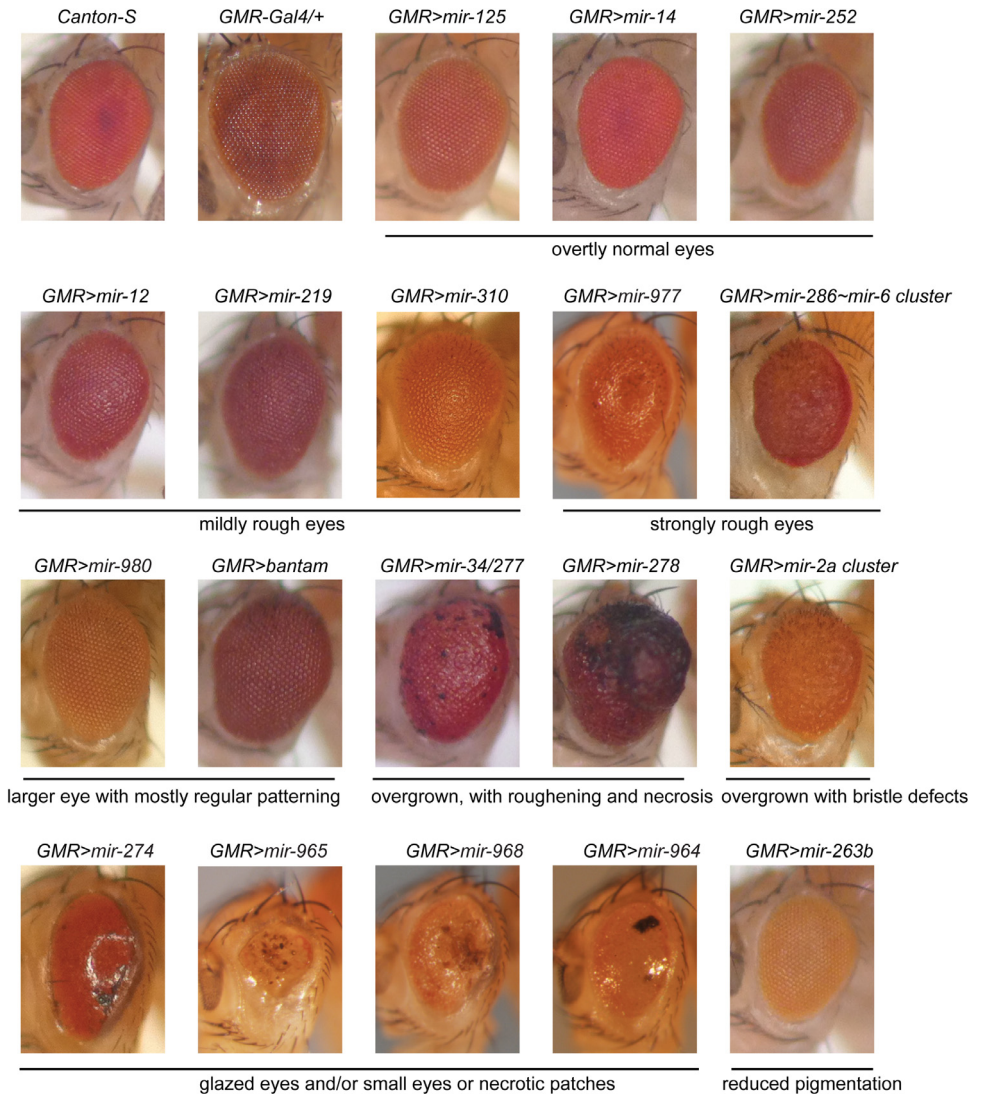 Canton-S GMR-Gal4/+ GMR>mir-125 GMR>mir-14 GMR>mir-252
overtly normal eyes
GMR>mir-12 GMR>mir-219 GMR>mir-310 GMR>mir-977 GMR>mir-286~mir-6 cluster
mildly rough eyes strongly rough eyes
GMR>mir-980 GMR>bantam GMR>mir-34/277 GMR>mir-278 GMR>mir-2a cluster
larger eye with mostly regular patterning overgrown, with roughening and necrosis overgrown with bristle defects
GMR>mir-274 GMR>mir-965 GMR>mir-968 GMR>mir-964 GMR>mir-263b
glazed eyes and/or small eyes or necrotic patches reduced pigmentation